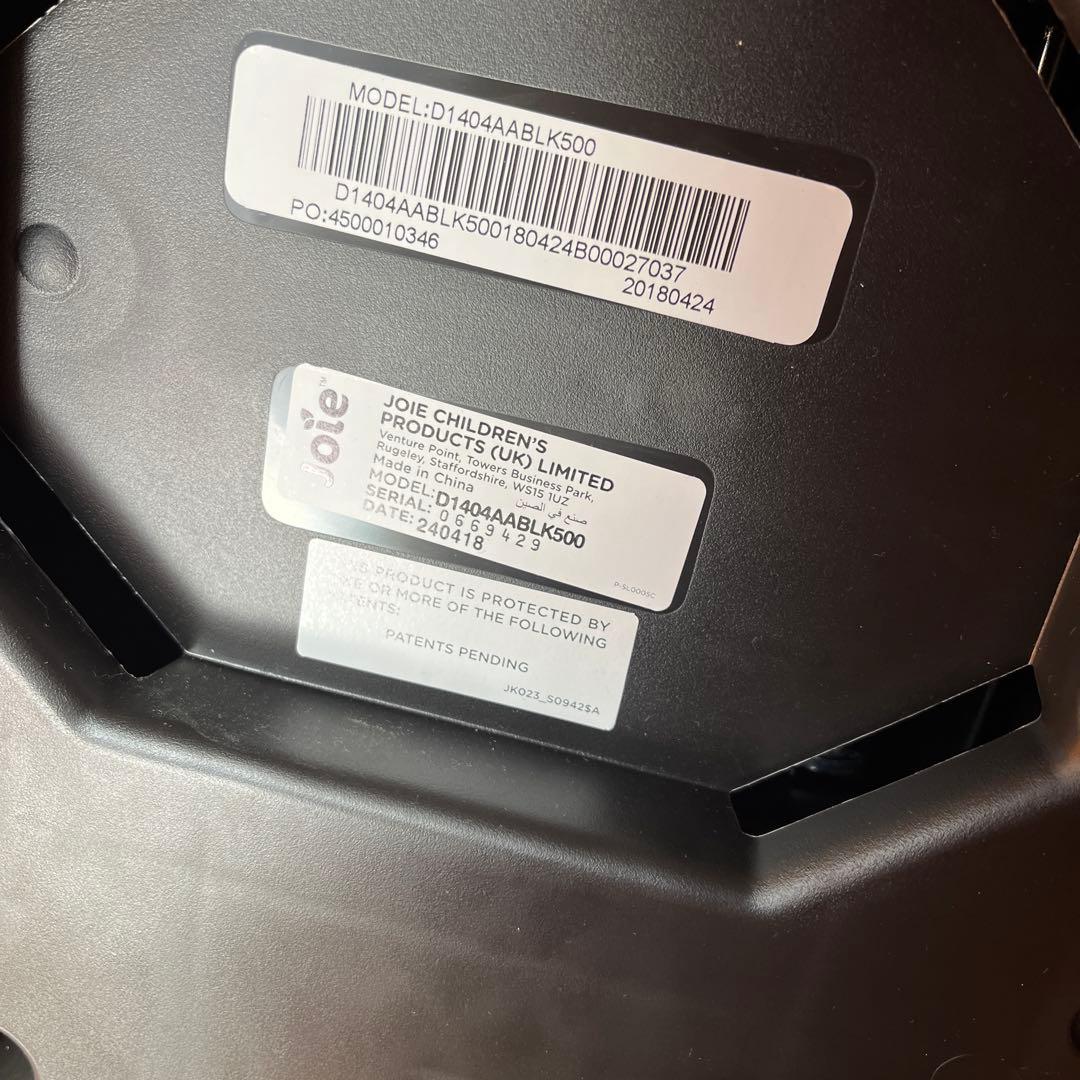 MODEL:D1404AABLK500
D1404AABLK500180424B00027037
PO:4500010346
20180424
Joie™
JOIE CHILDREN'S
PRODUCTS (UK) LIMITED
Venture Point, Towers Business Park,
Rugeley, Staffordshire, WS15 1UZ
Made in China صنع في الصين
MODEL:D1404AABLK500
SERIAL: 0669429
DATE:240418
P-SL0005C
PRODUCT IS PROTECTED BY
OR MORE OF THE FOLLOWING
PATENTS PENDING
JK023_S0942$A